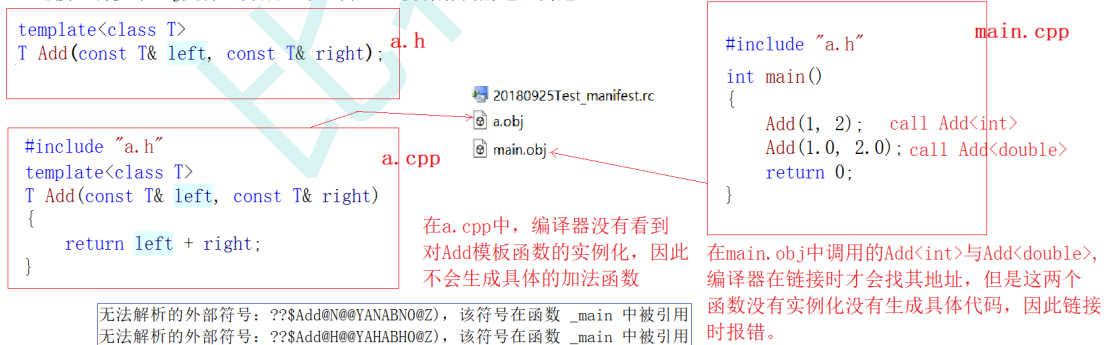 template<class T>
T Add(const T& left, const T& right);
a.h
#include "a.h"
template<class T>
T Add(const T& left, const T& right)
{
return left + right;
}
a.cpp
20180925Test_manifest.rc
a.obj
main.obj
在a.cpp中，编译器没有看到
对Add模板函数的实例化，因此
不会生成具体的加法函数
main.cpp
#include "a.h"
int main()
{
Add(1, 2); call Add<int>
Add(1.0, 2.0); call Add<double>
return 0;
}
在main.obj中调用的Add<int>与Add<double>,
编译器在链接时才会找其地址，但是这两个
函数没有实例化没有生成具体代码，因此链接
时报错。
无法解析的外部符号：??$Add@N@@YANABNO@Z)，该符号在函数 _main 中被引用
无法解析的外部符号：??$Add@H@@YAHABHO@Z)，该符号在函数 _main 中被引用